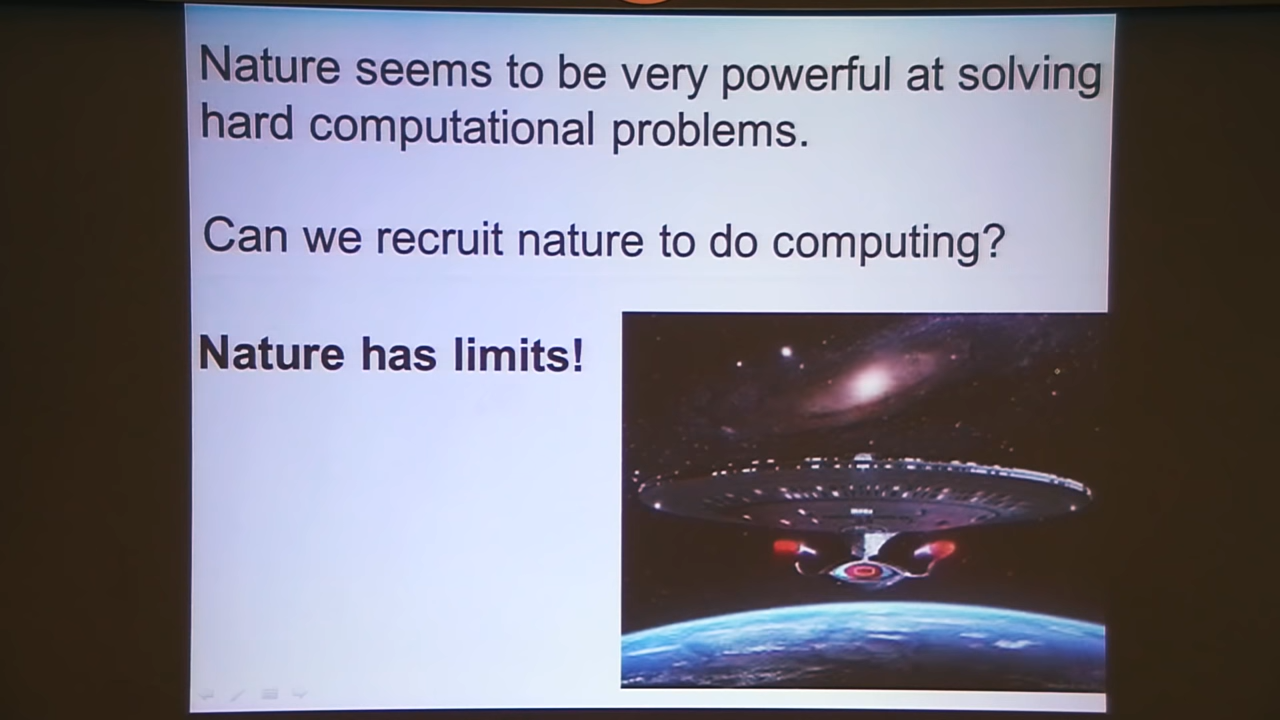 Nature seems to be very powerful at solving
hard computational problems.
Can we recruit nature to do computing?
Nature has limits!